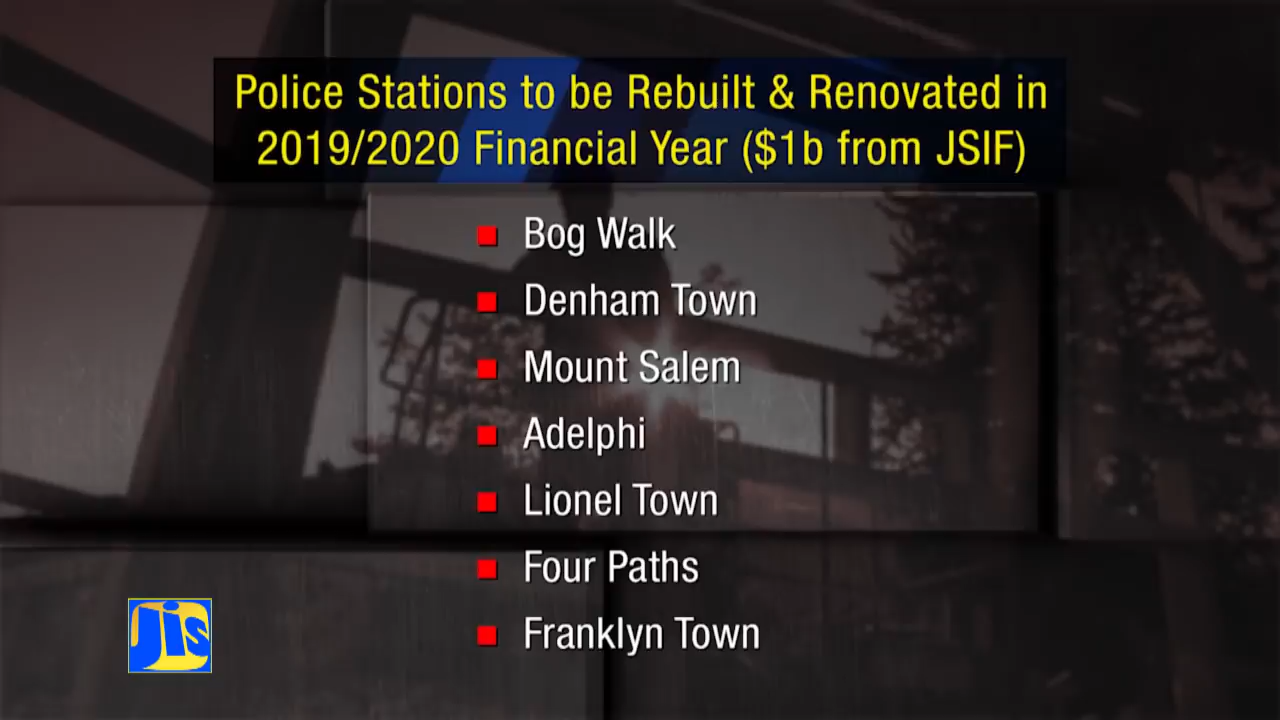 Police Stations to be Rebuilt & Renovated in
2019/2020 Financial Year ($1b from JSIF)
Bog Walk
Denham Town
Mount Salem
Adelphi
Lionel Town
Four Paths
Franklyn Town
Jis